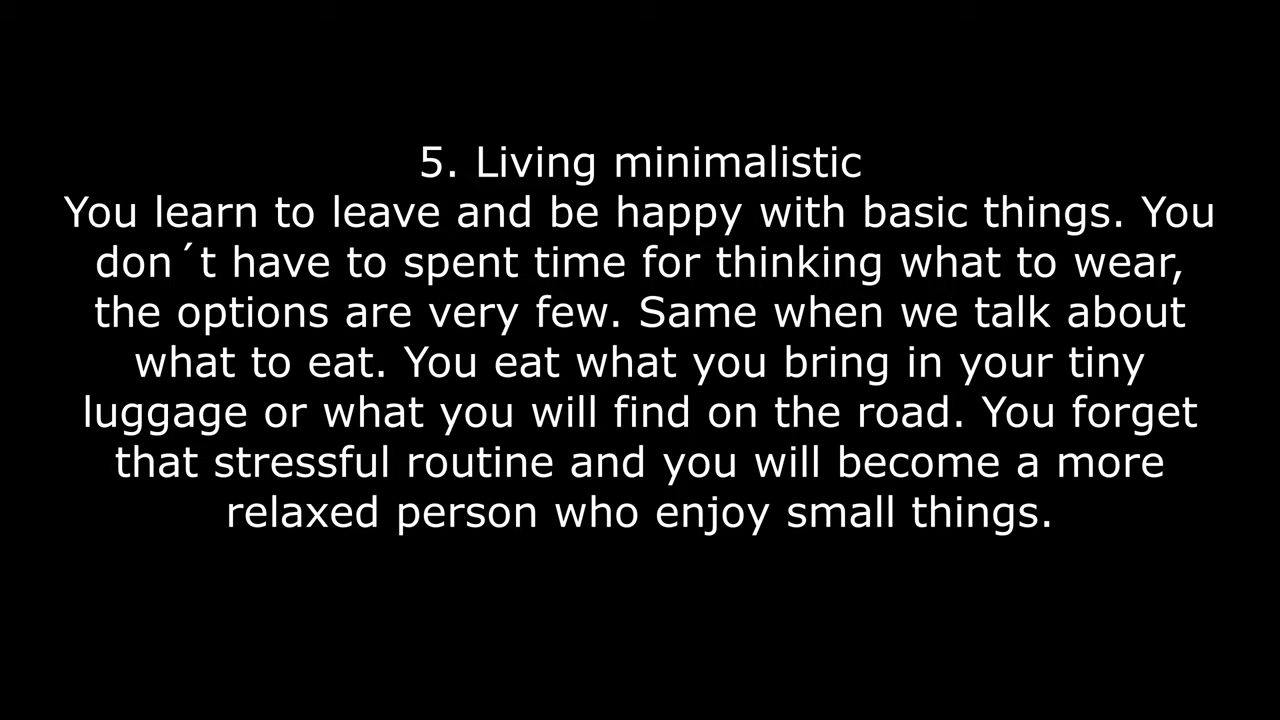 5. Living minimalistic
You learn to leave and be happy with basic things. You
don´t have to spent time for thinking what to wear,
the options are very few. Same when we talk about
what to eat. You eat what you bring in your tiny
luggage or what you will find on the road. You forget
that stressful routine and you will become a more
relaxed person who enjoy small things.